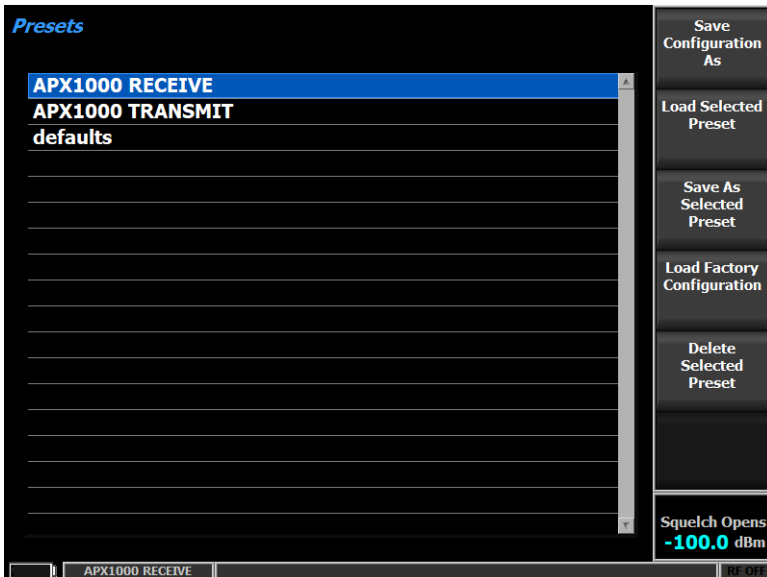 Presets
APX1000 RECEIVE
APX1000 TRANSMIT
defaults
Save
Configuration
As
Load Selected
Preset
Save As
Selected
Preset
Load Factory
Configuration
Delete
Selected
Preset
Squelch Opens
-100.0 dBm
APX1000 RECEIVE
RF OFF